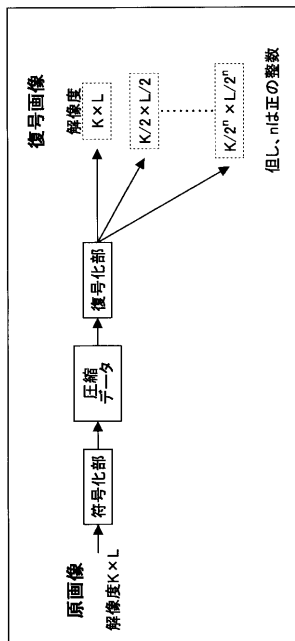 原画像
解像度K×L
符号化部
圧縮
データ
復号化部
復号画像
解像度
K×L
K/2×L/2
K/2ⁿ×L/2ⁿ
但し、nは正の整数